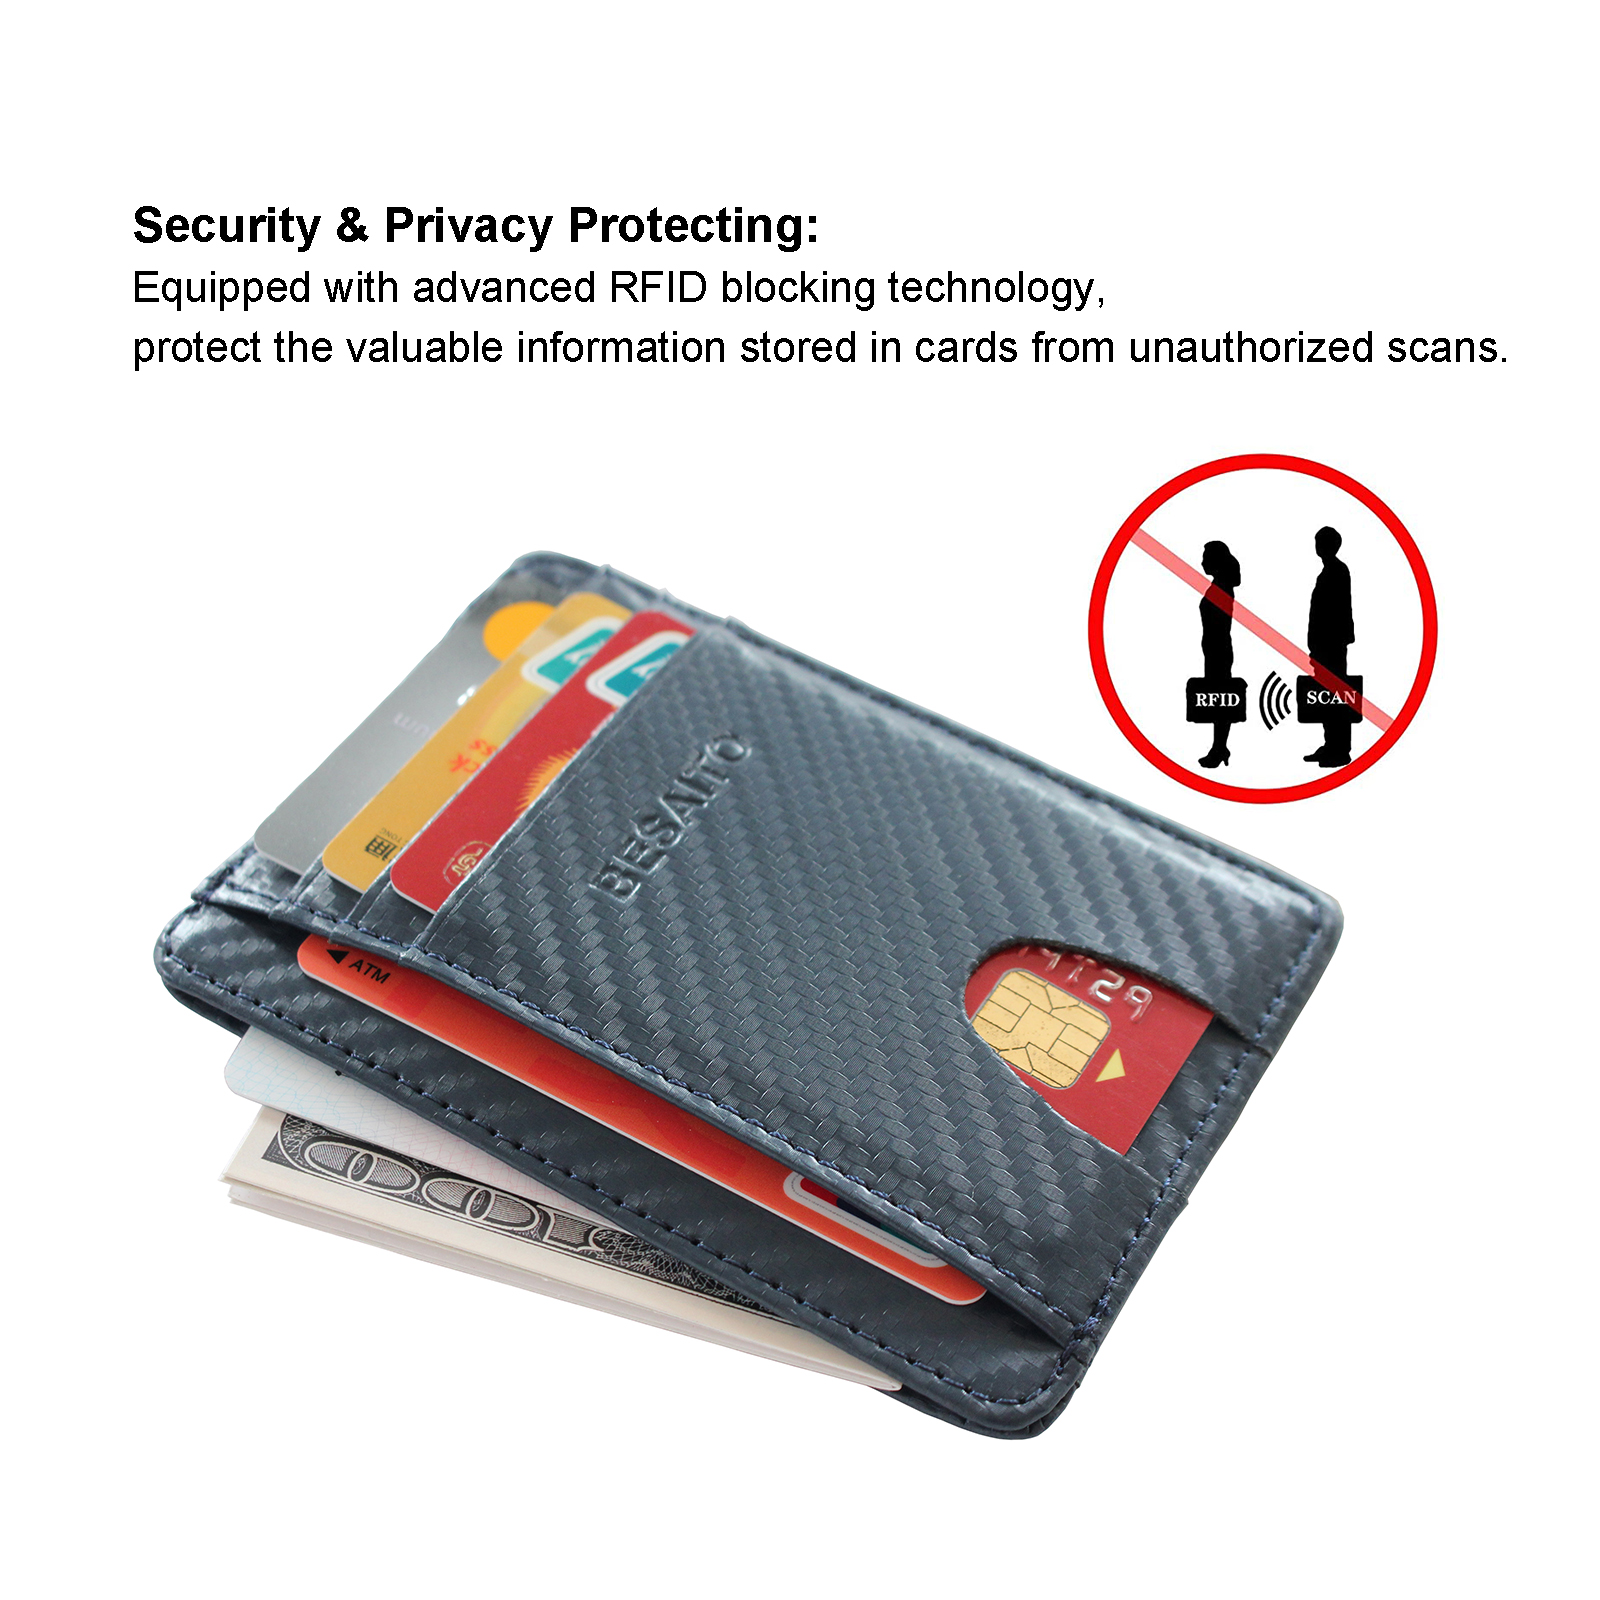 Security & Privacy Protecting:
Equipped with advanced RFID blocking technology,
protect the valuable information stored in cards from unauthorized scans.
RFID
SCAN
BESAITO
ATM
100